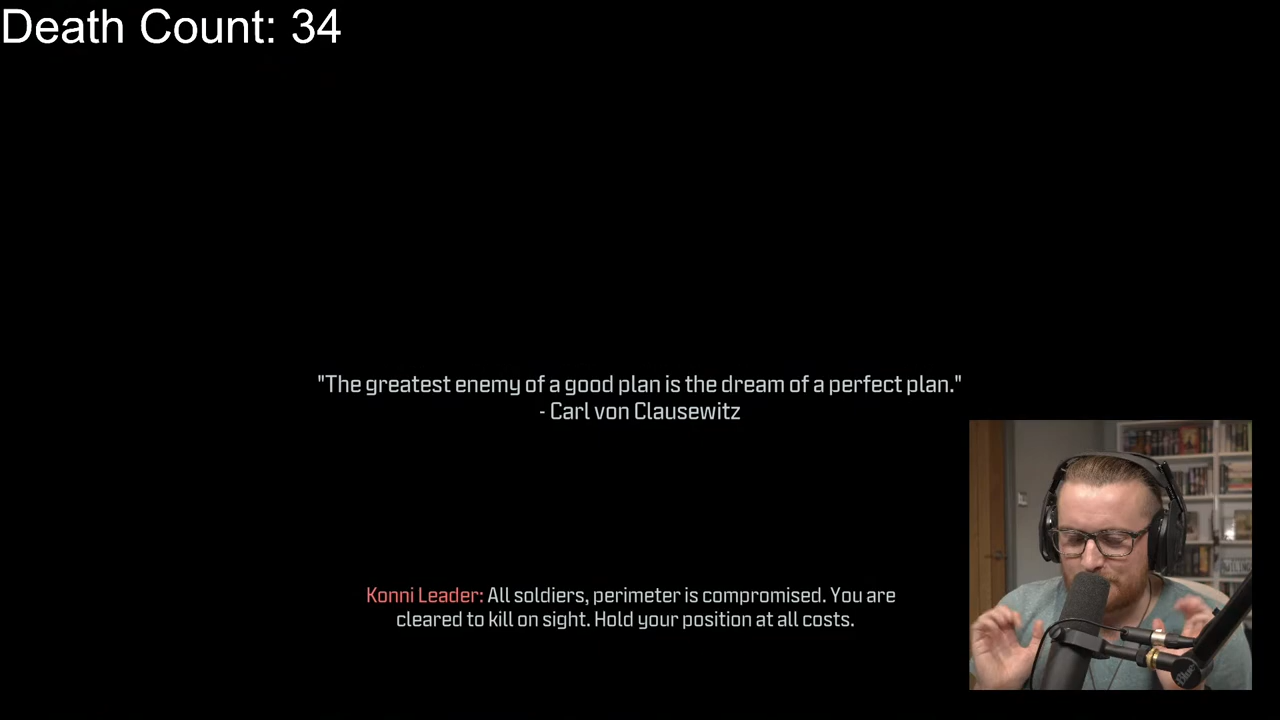 Death Count: 34
"The greatest enemy of a good plan is the dream of a perfect plan."
- Carl von Clausewitz
Konni Leader: All soldiers, perimeter is compromised. You are
cleared to kill on sight. Hold your position at all costs.
Blue